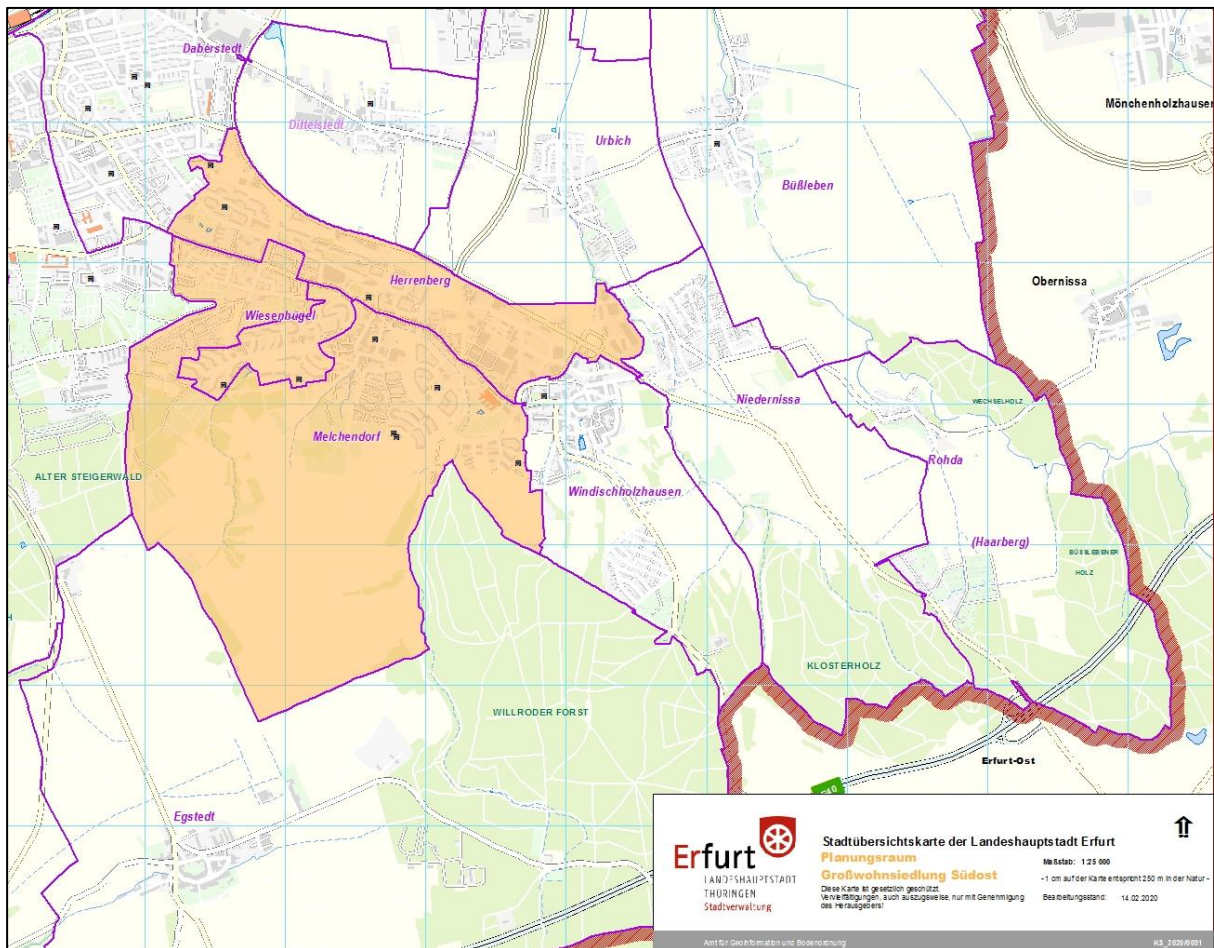 Daberstedt
Dittelstedt
Urbich
Büßleben
Mönchenholzhausen
Obernissa
Herrenberg
Wiesenhügel
Niedernissa
WECHSELHOLZ
Melchendorf
Rohda
ALTER STEIGERWALD
Windischholzhausen
(Haarberg)
BÜßLEBENER
HOLZ
KLOSTERHOLZ
WILLRODER FORST
Erfurt-Ost
Egstedt
Erfurt
LANDESHAUPTSTADT
THÜRINGEN
Stadtverwaltung
Stadtübersichtskarte der Landeshauptstadt Erfurt
Planungsraum
Großwohnsiedlung Südost
Maßstab: 1:25 000
- 1 cm auf der Karte entspricht 250 m in der Natur -
Diese Karte ist gesetzlich geschützt.
Vervielfältigungen, auch auszugsweise, nur mit Genehmigung
des Herausgebers!
Bearbeitungsstand: 14.02.2020
Amt für Geoinformation und Bodenordnung
KS_2020/0031